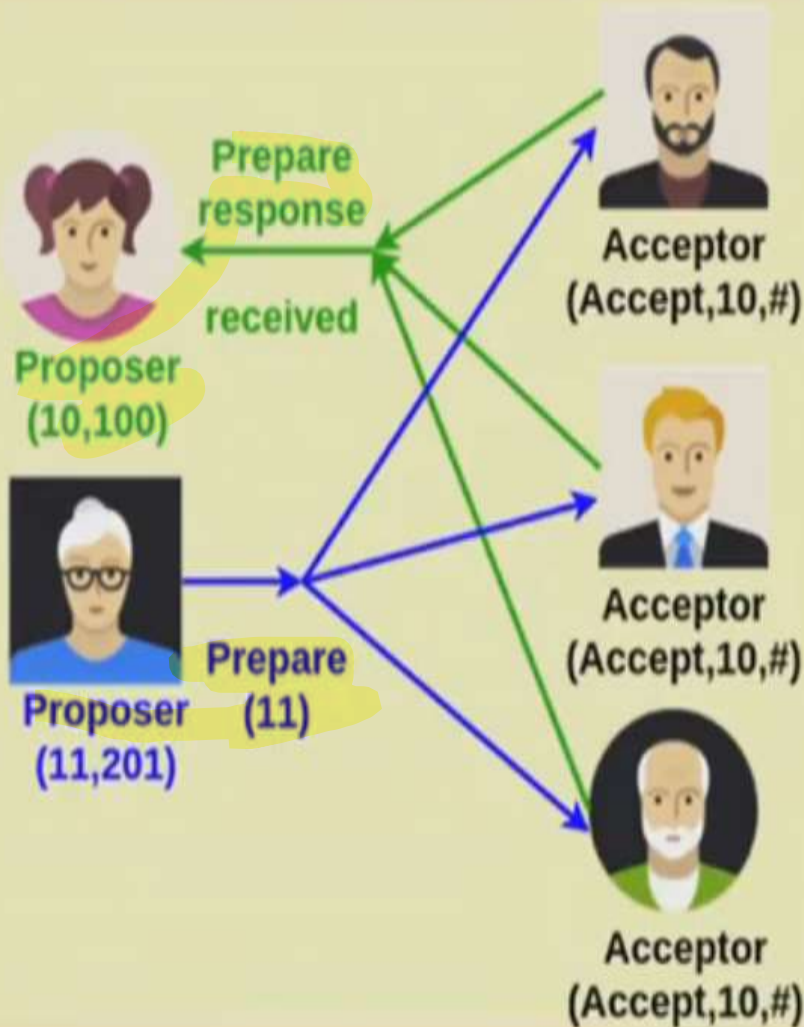 Prepare
response
received
Proposer
(10,100)
Prepare
(11)
Proposer
(11,201)
Acceptor
(Accept,10,#)
Acceptor
(Accept,10,#)
Acceptor
(Accept,10,#)